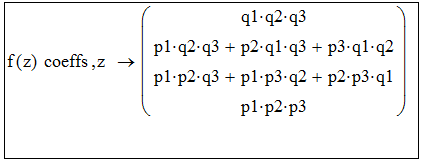 q1·q2·q3
p1·q2·q3 + p2·q1·q3 + p3·q1·q2
f(z) coeffs ,z →
p1·p2·q3 + p1·p3·q2 + p2·p3·q1
p1·p2·p3